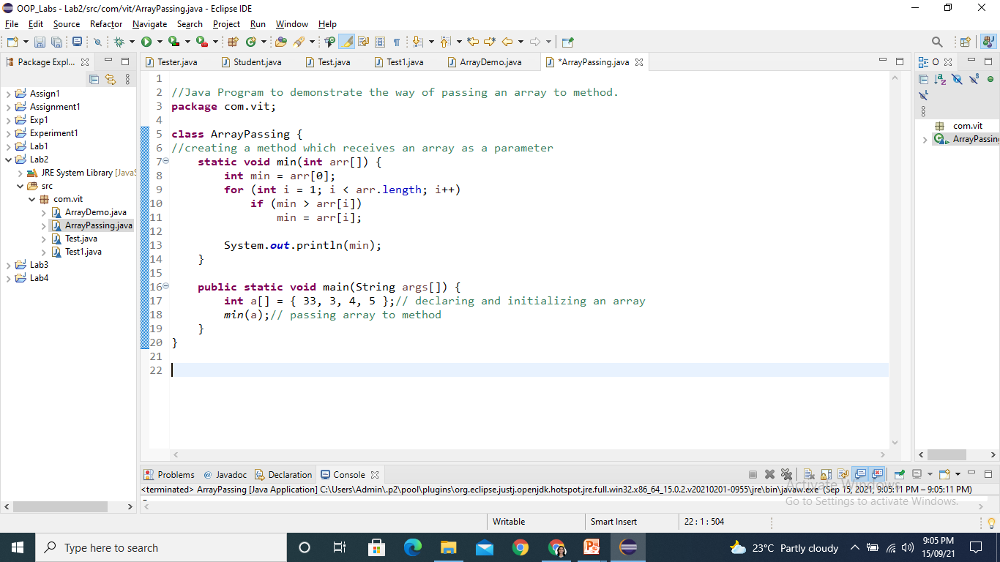 OOP_Labs - Lab2/src/com/vit/ArrayPassing.java - Eclipse IDE
File Edit Source Refactor Navigate Search Project Run Window Help
Package Expl...
Tester.java Student.java Test.java Test1.java ArrayDemo.java *ArrayPassing.java
Assign1
Assignment1
Exp1
Experiment1
Lab1
Lab2
JRE System Library [JavaS
src
com.vit
ArrayDemo.java
ArrayPassing.java
Test.java
Test1.java
Lab3
Lab4
1
2 //Java Program to demonstrate the way of passing an array to method.
3 package com.vit;
4
5 class ArrayPassing {
6 //creating a method which receives an array as a parameter
7 static void min(int arr[]) {
8 int min = arr[0];
9 for (int i = 1; i < arr.length; i++)
10 if (min > arr[i])
11 min = arr[i];
12
13 System.out.println(min);
14 }
15
16 public static void main(String args[]) {
17 int a[] = { 33, 3, 4, 5 };// declaring and initializing an array
18 min(a);// passing array to method
19 }
20 }
21
22
O
com.vit
ArrayPassing
Problems @ Javadoc Declaration Console
<terminated> ArrayPassing [Java Application] C:\Users\Admin\.p2\pool\plugins\org.eclipse.justj.openjdk.hotspot.jre.full.win32.x86_64_15.0.2.v20210201-0955\jre\bin\javaw.exe (Sep 15, 2021, 9:05:11 PM – 9:05:11 PM)
Activate Windows
Go to Settings to activate Windows.
Writable Smart Insert 22 : 1 : 504
Type here to search
23°C Partly cloudy
9:05 PM
15/09/21